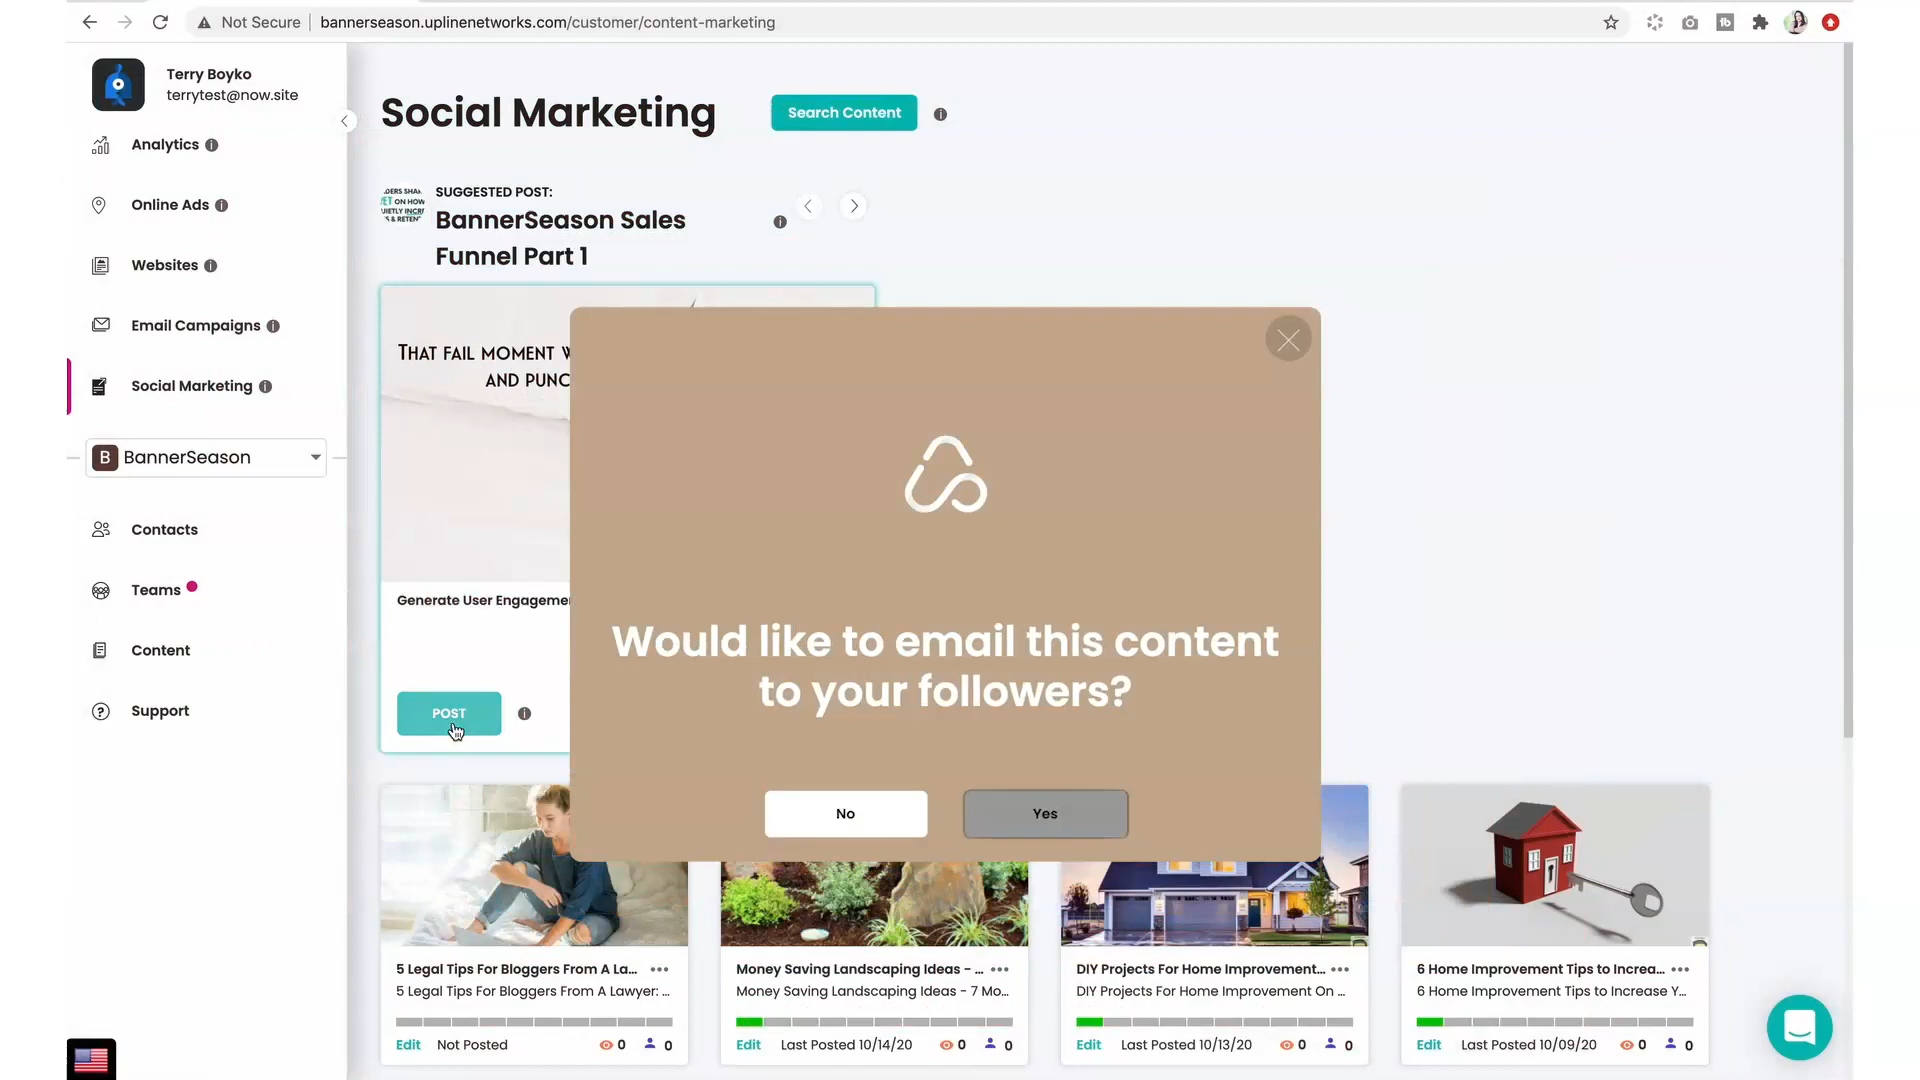 Not Secure
bannerseason.uplinenetworks.com/customer/content-marketing
Terry Boyko
terrytest@now.site
Analytics
Online Ads
Websites
Email Campaigns
Social Marketing
B BannerSeason
Contacts
Teams
Content
Support
Social Marketing
Search Content
SUGGESTED POST:
BannerSeason Sales
Funnel Part 1
THAT FAIL MOMENT
AND PUNC
Generate User Engagemen
POST
Would like to email this content
to your followers?
No
Yes
5 Legal Tips For Bloggers From A La...
5 Legal Tips For Bloggers From A Lawyer: ...
Edit Not Posted 0 0
Money Saving Landscaping Ideas - ...
Money Saving Landscaping Ideas - 7 Mo...
Edit Last Posted 10/14/20 0 0
DIY Projects For Home Improvement...
DIY Projects For Home Improvement On ...
Edit Last Posted 10/13/20 0 0
6 Home Improvement Tips to Increa...
6 Home Improvement Tips to Increase Y...
Edit Last Posted 10/09/20 0 0